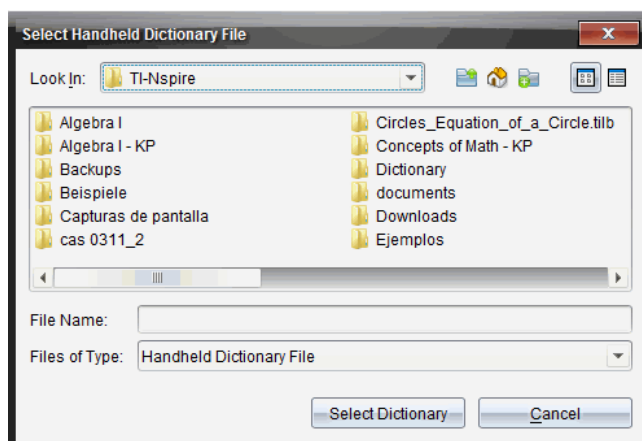 Select Handheld Dictionary File
Look In: TI-Nspire
Algebra I
Algebra I - KP
Backups
Beispiele
Capturas de pantalla
cas 0311_2
Circles_Equation_of_a_Circle.tilb
Concepts of Math - KP
Dictionary
documents
Downloads
Ejemplos
File Name:
Files of Type: Handheld Dictionary File
Select Dictionary Cancel